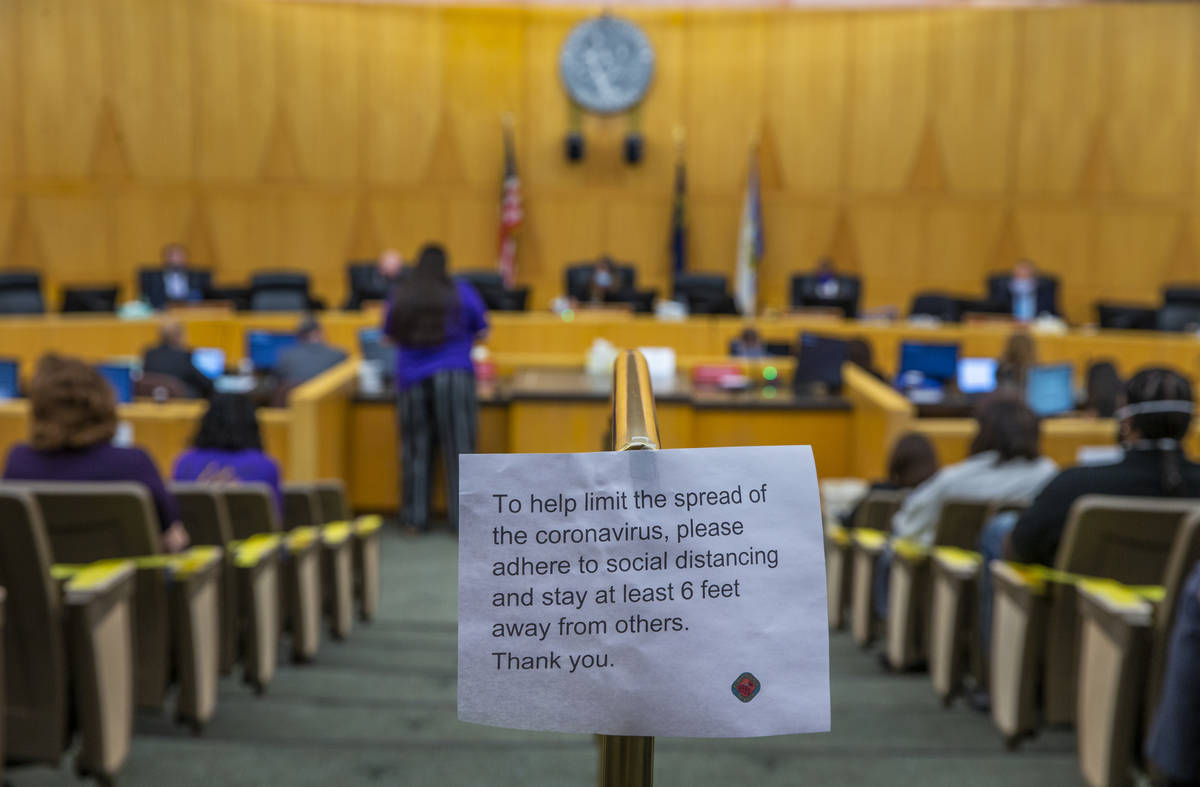 To help limit the spread of
the coronavirus, please
adhere to social distancing
and stay at least 6 feet
away from others.
Thank you.